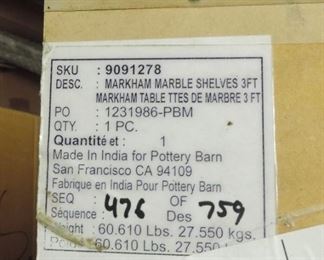 SKU : 9091278
DESC. : MARKHAM MARBLE SHELVES 3FT
MARKHAM TABLE TTES DE MARBRE 3 FT
PO : 1231986-PBM
QTY. : 1 PC.
Quantité et : 1
Made In India for Pottery Barn
San Francisco CA 94109
Fabrique en India Pour Pottery Barn
SEQ : 476 OF 759
Séquence : Des
Weight : 60.610 Lbs. 27.550 kgs.
Poids : 60.610 Lbs. 27.550